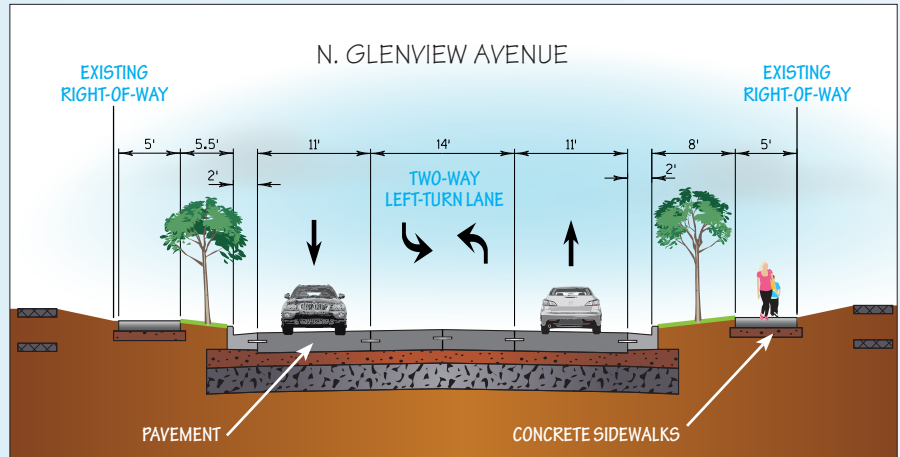 N. GLENVIEW AVENUE
EXISTING
RIGHT-OF-WAY
EXISTING
RIGHT-OF-WAY
5' 5.5' 11' 14' 11' 8' 5'
2' 2'
TWO-WAY
LEFT-TURN LANE
PAVEMENT
CONCRETE SIDEWALKS